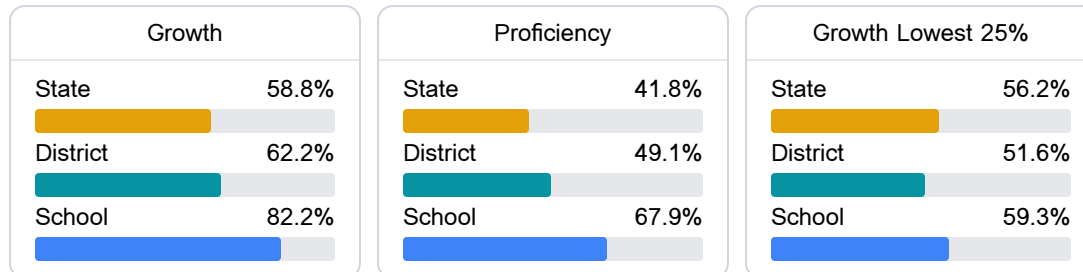 Growth
State 58.8%
District 62.2%
School 82.2%
Proficiency
State 41.8%
District 49.1%
School 67.9%
Growth Lowest 25%
State 56.2%
District 51.6%
School 59.3%